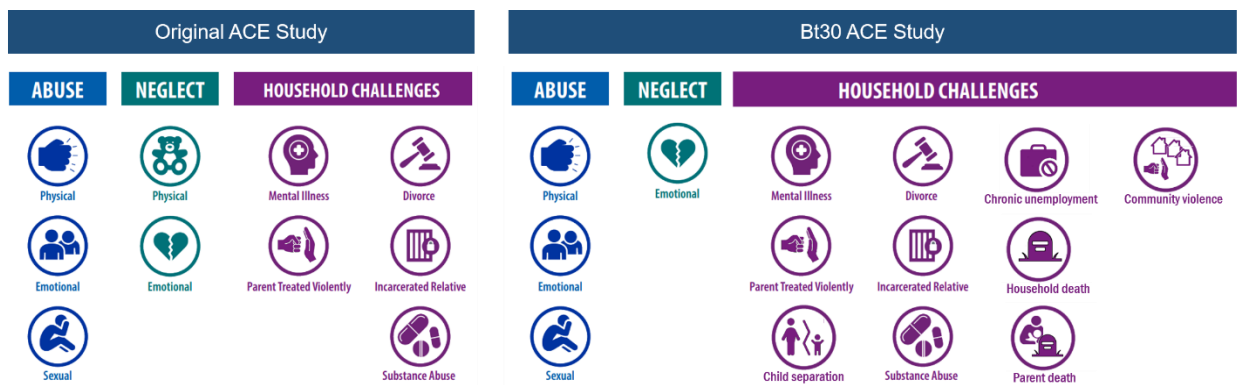 Original ACE Study
ABUSE
NEGLECT
HOUSEHOLD CHALLENGES
Physical
Physical
Mental Illness
Divorce
Emotional
Emotional
Parent Treated Violently
Incarcerated Relative
Sexual
Substance Abuse
Bt30 ACE Study
ABUSE
NEGLECT
HOUSEHOLD CHALLENGES
Physical
Emotional
Mental Illness
Divorce
Chronic unemployment
Community violence
Emotional
Parent Treated Violently
Incarcerated Relative
Household death
Sexual
Child separation
Substance Abuse
Parent death